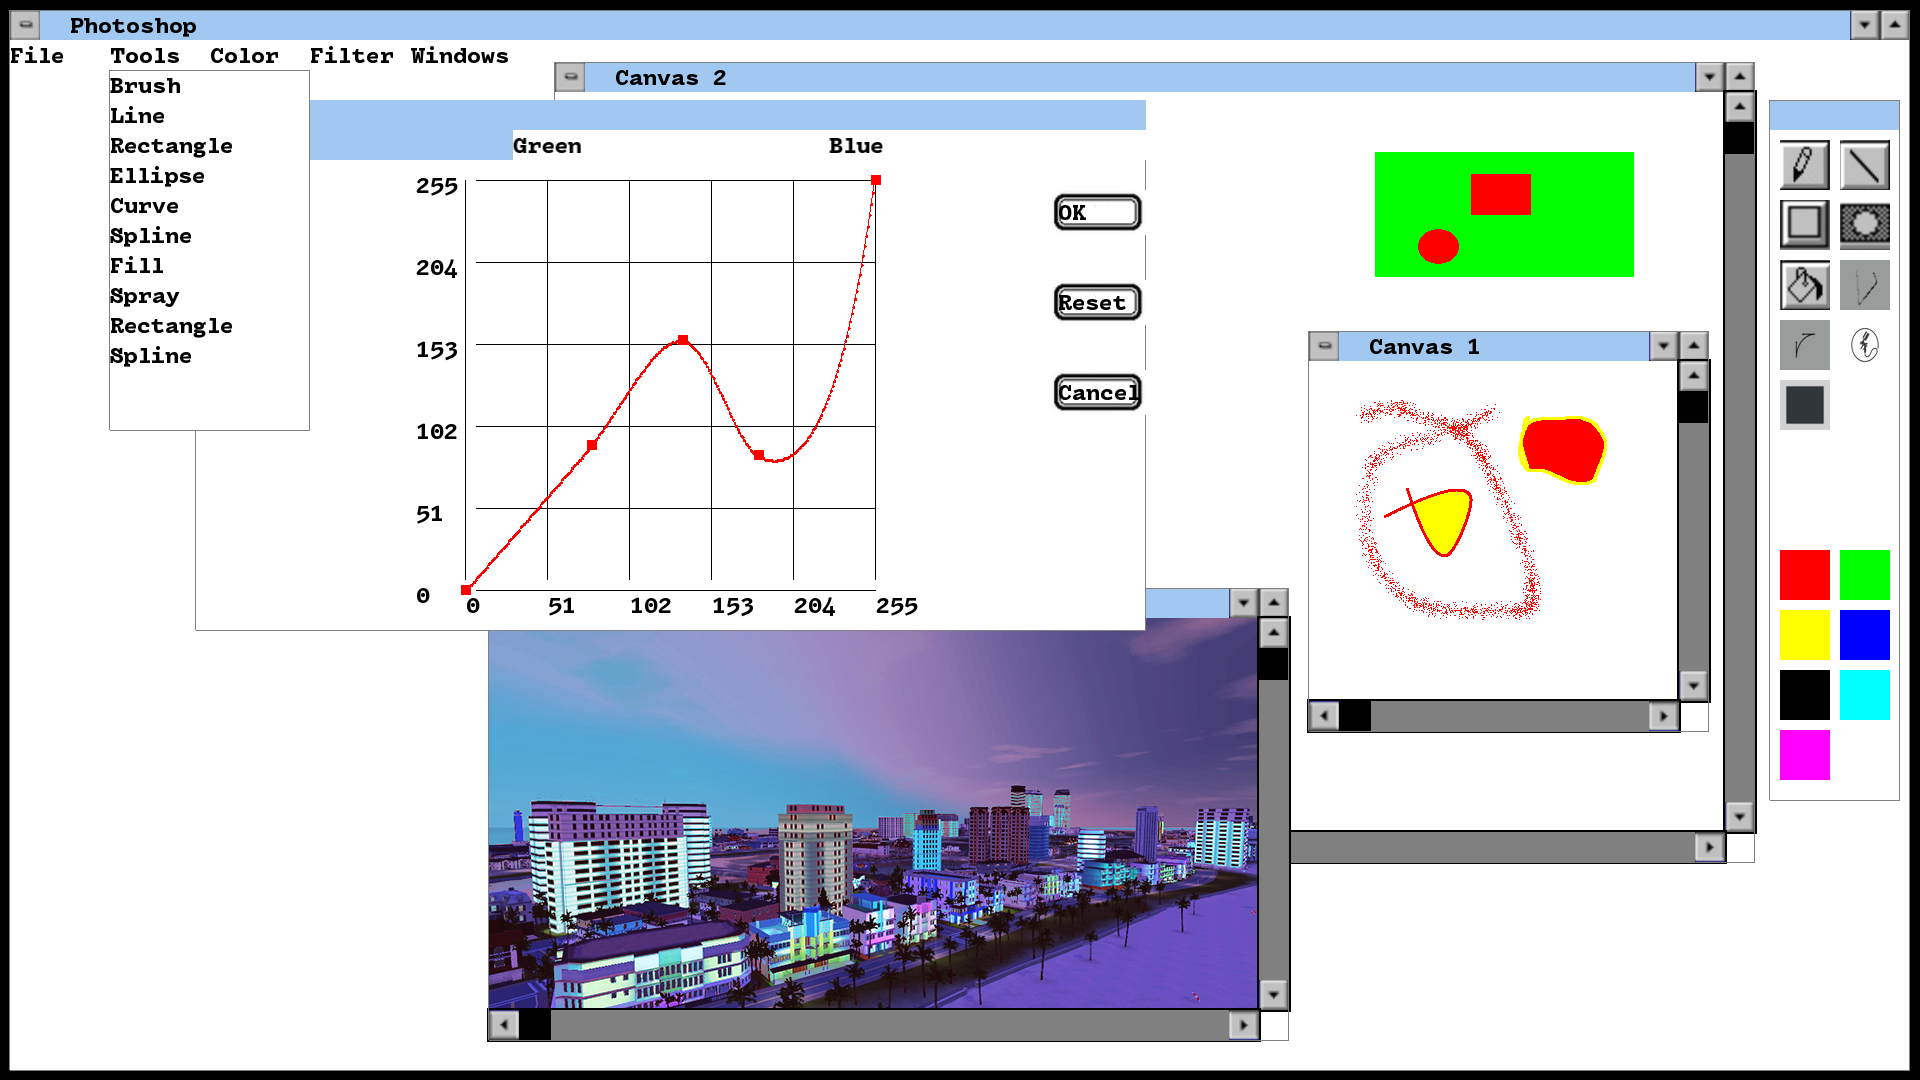 Photoshop
File Tools Color Filter Windows
Canvas 2
Brush
Line
Rectangle
Ellipse
Curve
Spline
Fill
Spray
Rectangle
Spline
Green Blue
255
204
153
102
51
0
0 51 102 153 204 255
OK
Reset
Cancel
Canvas 1